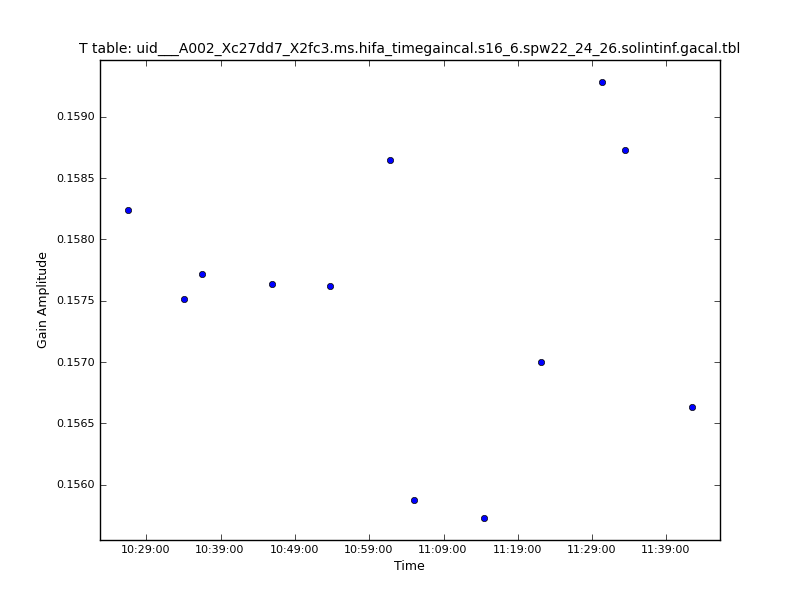 T table: uid___A002_Xc27dd7_X2fc3.ms.hifa_timegaincal.s16_6.spw22_24_26.solintinf.gacal.tbl
0.1590
0.1585
0.1580
0.1575
0.1570
0.1565
0.1560
Gain Amplitude
10:29:00 10:39:00 10:49:00 10:59:00 11:09:00 11:19:00 11:29:00 11:39:00
Time